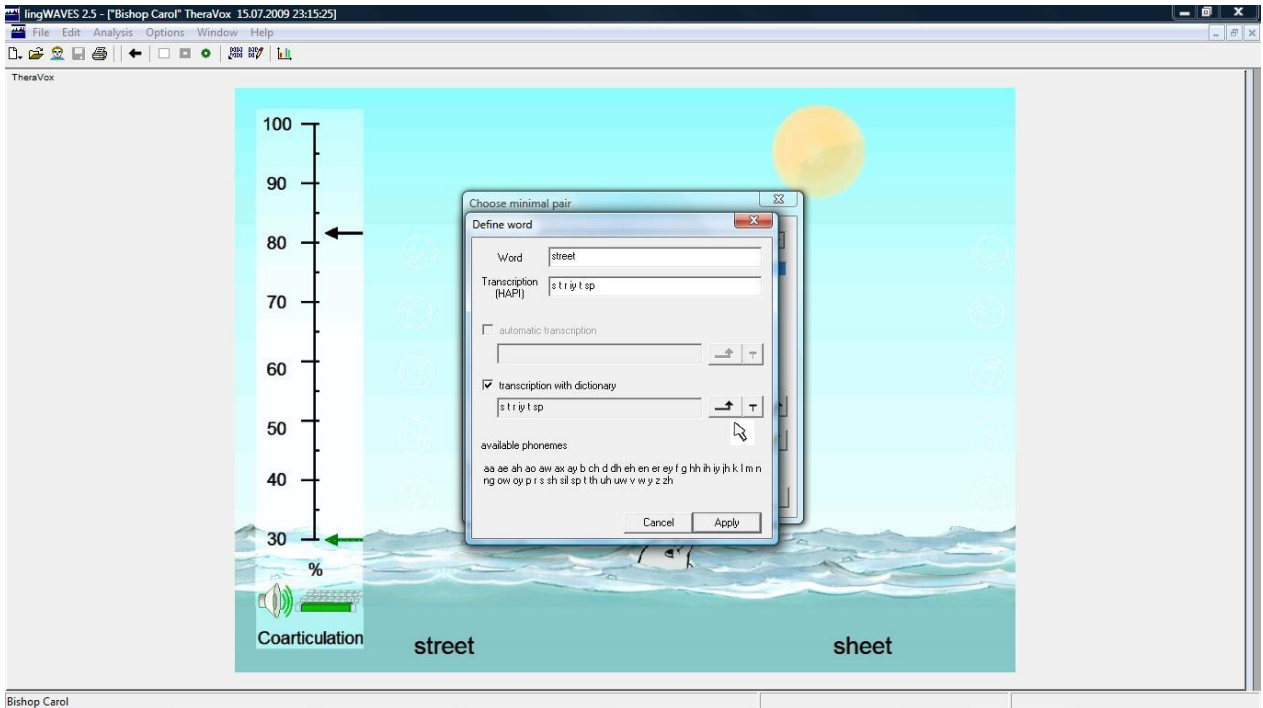 lingWAVES 2.5 - ["Bishop Carol" TheraVox 15.07.2009 23:15:25]
File Edit Analysis Options Window Help
TheraVox
100
90
80
70
60
50
40
30
%
Coarticulation
street
sheet
Choose minimal pair
Define word
Word
street
Transcription
(HAPI)
s t r iy t sp
automatic transcription
transcription with dictionary
s t r iy t sp
available phonemes
aa ae ah ao aw ax ay b ch d dh eh en er ey f g hh ih iy jh k l m n
ng ow oy p r s sh sil sp t th uh uw v w y z zh
Cancel Apply
Bishop Carol